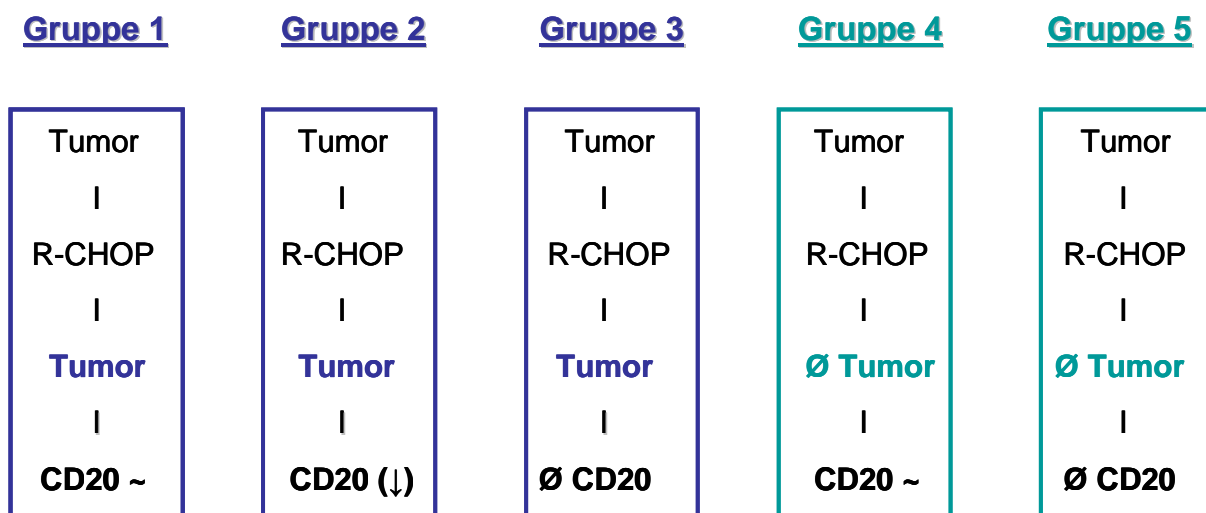 Gruppe 1 Gruppe 2 Gruppe 3 Gruppe 4 Gruppe 5
Tumor Tumor Tumor Tumor Tumor
I I I I I
R-CHOP R-CHOP R-CHOP R-CHOP R-CHOP
I I I I I
Tumor Tumor Tumor Ø Tumor Ø Tumor
I I I I I
CD20 ~ CD20 (↓) Ø CD20 CD20 ~ Ø CD20